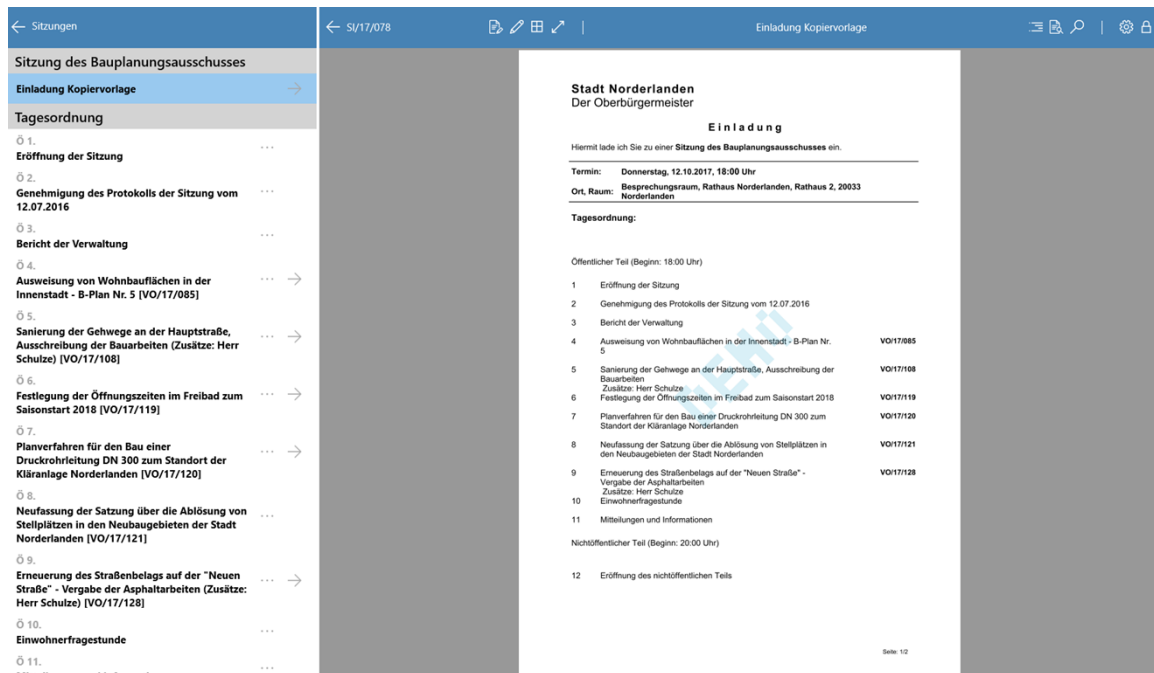 Sitzungen
SI/17/078
Einladung Kopiervorlage
Sitzung des Bauplanungsausschusses
Einladung Kopiervorlage
Tagesordnung
Ö 1.
Eröffnung der Sitzung
Ö 2.
Genehmigung des Protokolls der Sitzung vom
12.07.2016
Ö 3.
Bericht der Verwaltung
Ö 4.
Ausweisung von Wohnbauflächen in der
Innenstadt - B-Plan Nr. 5 [VO/17/085]
Ö 5.
Sanierung der Gehwege an der Hauptstraße,
Ausschreibung der Bauarbeiten (Zusätze: Herr
Schulze) [VO/17/108]
Ö 6.
Festlegung der Öffnungszeiten im Freibad zum
Saisonstart 2018 [VO/17/119]
Ö 7.
Planverfahren für den Bau einer
Druckrohrleitung DN 300 zum Standort der
Kläranlage Norderlanden [VO/17/120]
Ö 8.
Neufassung der Satzung über die Ablösung von
Stellplätzen in den Neubaugebieten der Stadt
Norderlanden [VO/17/121]
Ö 9.
Erneuerung des Straßenbelags auf der "Neuen
Straße" - Vergabe der Asphaltarbeiten (Zusätze:
Herr Schulze) [VO/17/128]
Ö 10.
Einwohnerfragestunde
Ö 11.
Stadt Norderlanden
Der Oberbürgermeister
Einladung
Hiermit lade ich Sie zu einer Sitzung des Bauplanungsausschusses ein.
Termin: Donnerstag, 12.10.2017, 18:00 Uhr
Ort, Raum: Besprechungsraum, Rathaus Norderlanden, Rathaus 2, 20033
Norderlanden
Tagesordnung:
Öffentlicher Teil (Beginn: 18:00 Uhr)
1 Eröffnung der Sitzung
2 Genehmigung des Protokolls der Sitzung vom 12.07.2016
3 Bericht der Verwaltung
4 Ausweisung von Wohnbauflächen in der Innenstadt - B-Plan Nr. VO/17/085
5
5 Sanierung der Gehwege an der Hauptstraße, Ausschreibung der VO/17/108
Bauarbeiten
Zusätze: Herr Schulze
6 Festlegung der Öffnungszeiten im Freibad zum Saisonstart 2018 VO/17/119
7 Planverfahren für den Bau einer Druckrohrleitung DN 300 zum VO/17/120
Standort der Kläranlage Norderlanden
8 Neufassung der Satzung über die Ablösung von Stellplätzen in VO/17/121
den Neubaugebieten der Stadt Norderlanden
9 Erneuerung des Straßenbelags auf der "Neuen Straße" - VO/17/128
Vergabe der Asphaltarbeiten
Zusätze: Herr Schulze
10 Einwohnerfragestunde
11 Mitteilungen und Informationen
Nichtöffentlicher Teil (Beginn: 20:00 Uhr)
12 Eröffnung des nichtöffentlichen Teils
Seite: 1/2